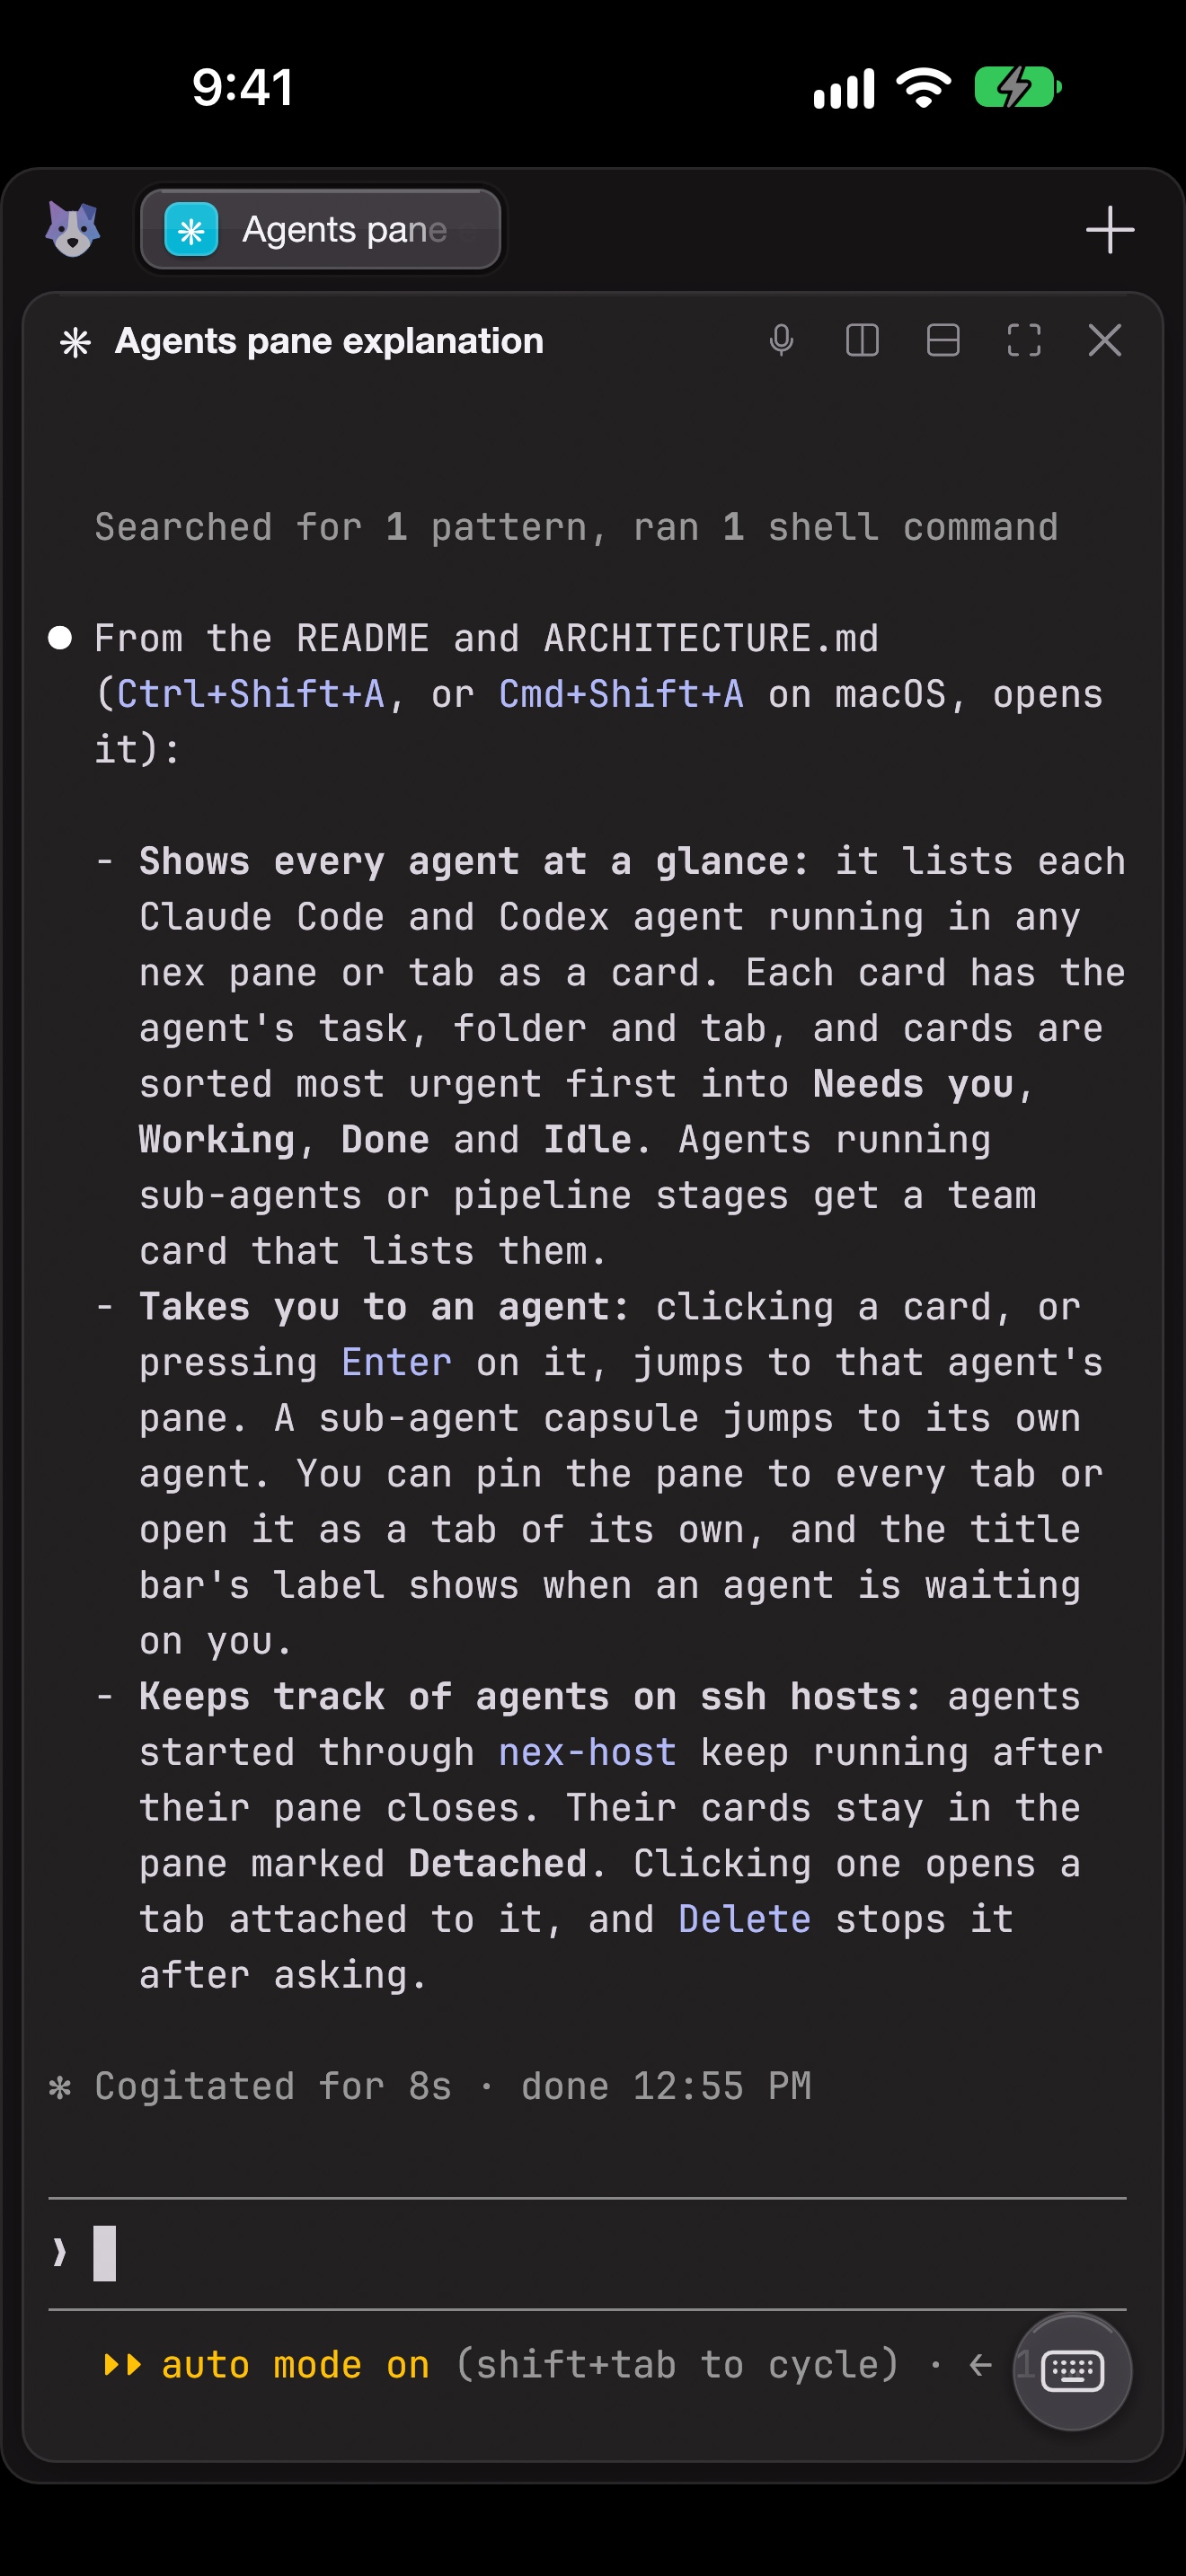 9:41
Agents pane
Agents pane explanation
Searched for 1 pattern, ran 1 shell command
● From the README and ARCHITECTURE.md
(Ctrl+Shift+A, or Cmd+Shift+A on macOS, opens
it):
- Shows every agent at a glance: it lists each
Claude Code and Codex agent running in any
nex pane or tab as a card. Each card has the
agent's task, folder and tab, and cards are
sorted most urgent first into Needs you,
Working, Done and Idle. Agents running
sub-agents or pipeline stages get a team
card that lists them.
- Takes you to an agent: clicking a card, or
pressing Enter on it, jumps to that agent's
pane. A sub-agent capsule jumps to its own
agent. You can pin the pane to every tab or
open it as a tab of its own, and the title
bar's label shows when an agent is waiting
on you.
- Keeps track of agents on ssh hosts: agents
started through nex-host keep running after
their pane closes. Their cards stay in the
pane marked Detached. Clicking one opens a
tab attached to it, and Delete stops it
after asking.
✻ Cogitated for 8s · done 12:55 PM
❯
⏵⏵ auto mode on (shift+tab to cycle) · ← 1